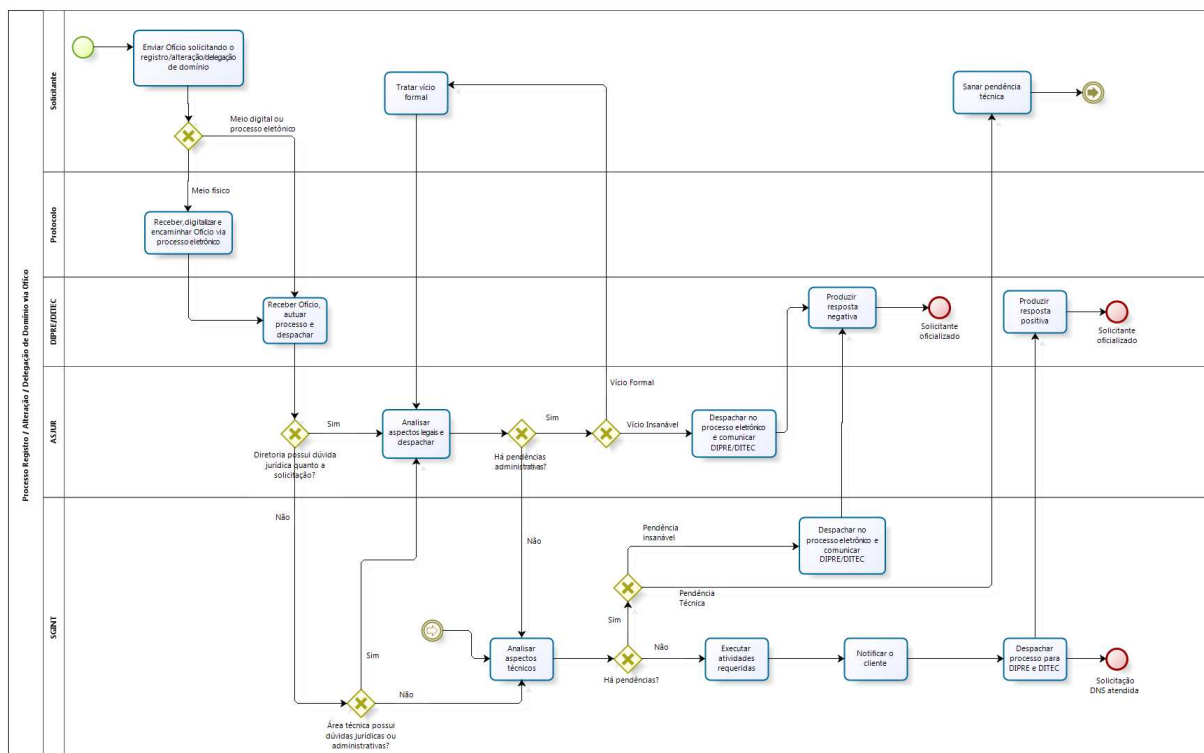 Processo Registro / Alteração / Delegação de Domínio via Ofício
Solicitante
Enviar Ofício solicitando o
registro/alteração/delegação
de domínio
Meio digital ou
processo eletônico
Meio físico
Tratar vício
formal
Sanar pendência
técnica
Protocolo
Receber, digitalizar e
encaminhar Ofício via
processo eletrônico
DIPRE/DITEC
Receber Ofício,
autuar
processo e
despachar
Produzir
resposta
negativa
Solicitante
oficializado
Produzir
resposta
positiva
Solicitante
oficializado
ASJUR
Diretoria possui dúvida
jurídica quanto a
solicitação?
Sim
Analisar
aspectos legais e
despachar
Há pendências
administrativas?
Sim
Vício Formal
Vício Insanável
Despachar no
processo eletrônico
e comunicar
DIPRE/DITEC
SGINT
Não
Sim
Não
Área técnica possui
dúvidas jurídicas ou
administrativas?
Não
Analisar
aspectos
técnicos
Há pendências?
Sim
Pendência
insanável
Pendência
Técnica
Despachar no
processo eletrônico e
comunicar
DIPRE/DITEC
Não
Executar
atividades
requeridas
Notificar o
cliente
Despachar
processo para
DIPRE e DITEC
Solicitação
DNS atendida